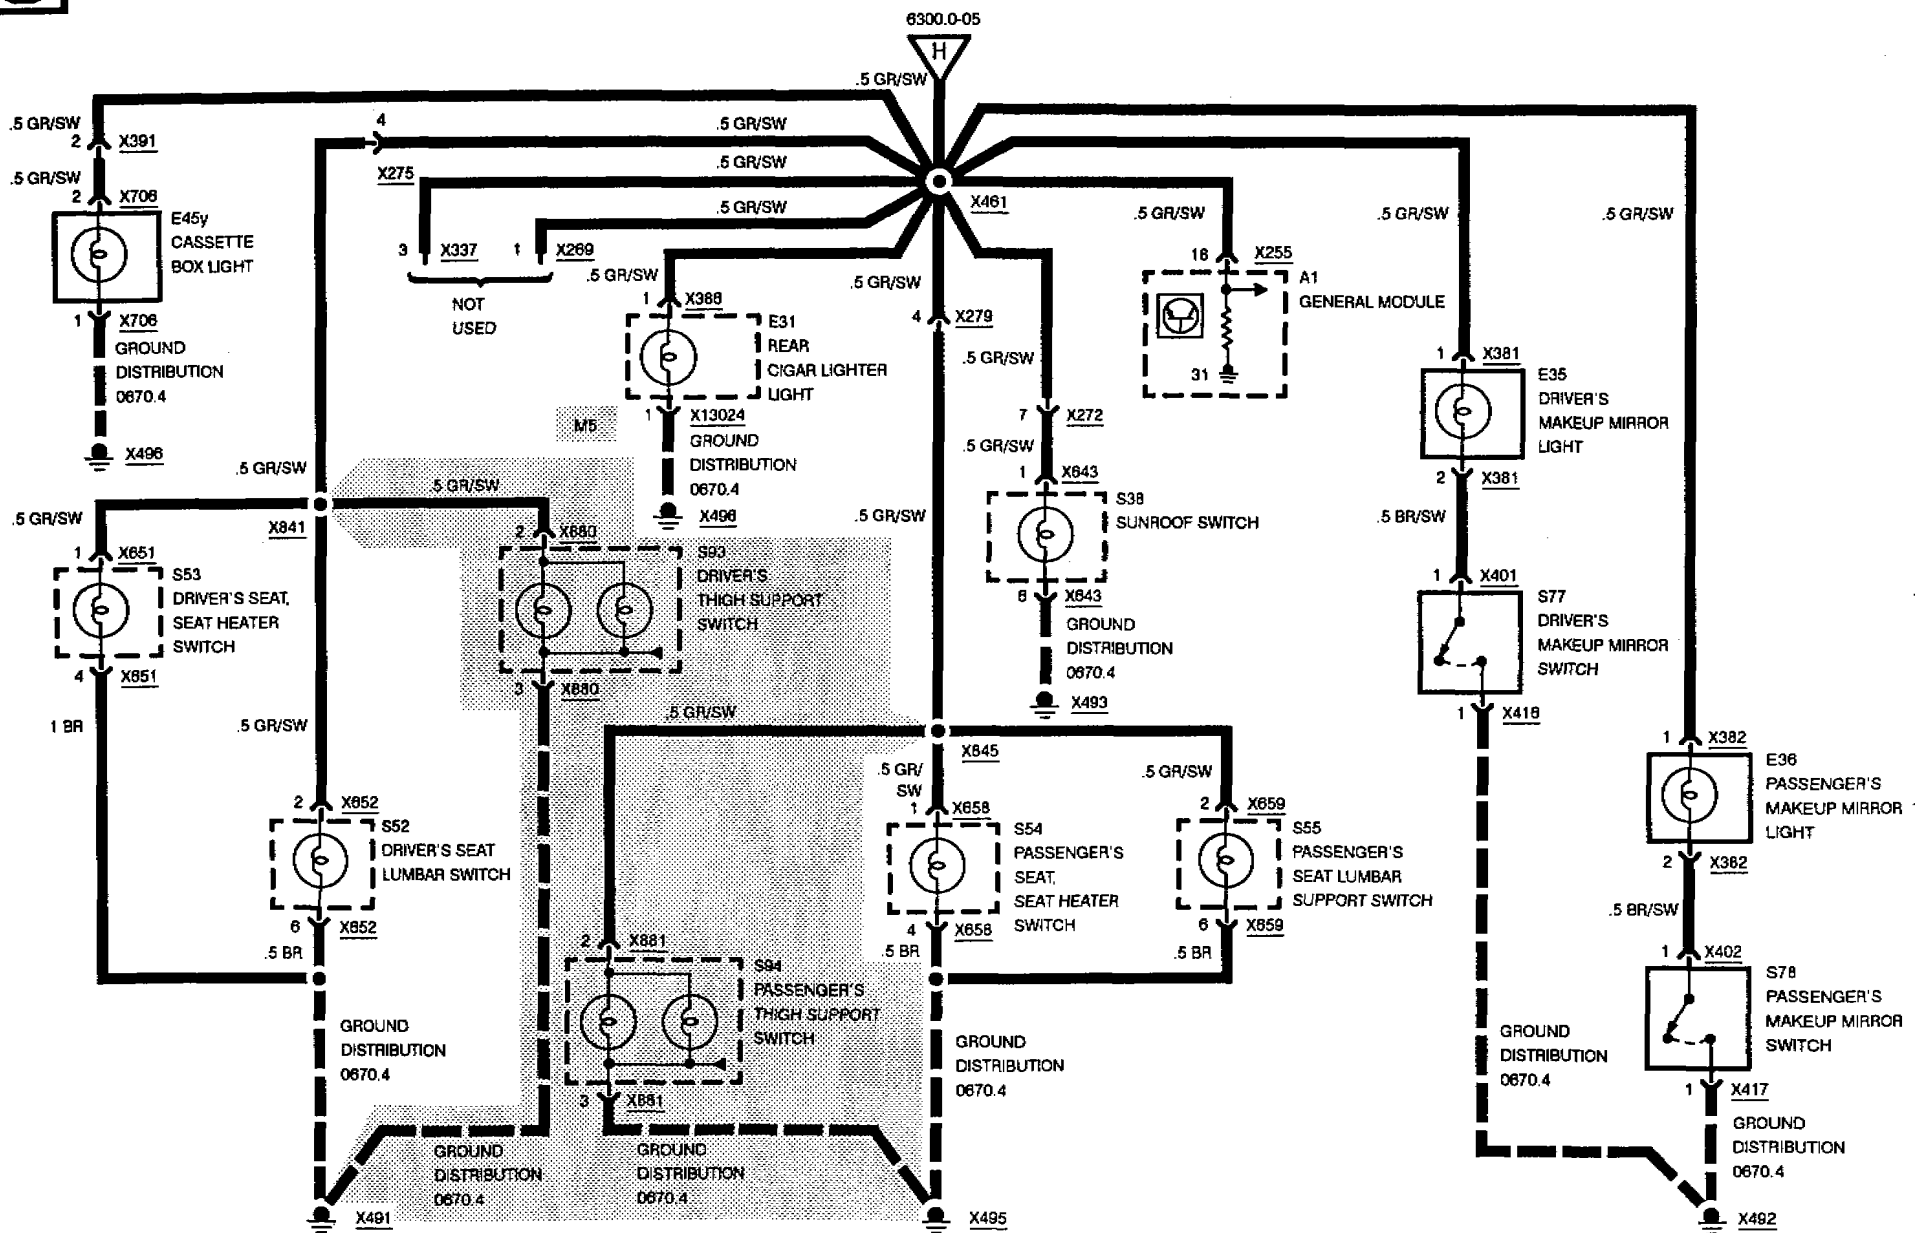 6300.0-05
H
.5 GR/SW
.5 GR/SW
2 X391
.5 GR/SW
2 X706
E45y
CASSETTE
BOX LIGHT
1 X706
GROUND
DISTRIBUTION
0670.4
X496
4
X275
.5 GR/SW
.5 GR/SW
.5 GR/SW
X461
3 X337
1 X269
NOT
USED
.5 GR/SW
1 X388
E31
REAR
CIGAR LIGHTER
LIGHT
1 X13024
GROUND
DISTRIBUTION
0670.4
X496
.5 GR/SW
4 X279
.5 GR/SW
.5 GR/SW
7 X272
.5 GR/SW
1 X643
S38
SUNROOF SWITCH
6 X643
GROUND
DISTRIBUTION
0670.4
X493
.5 GR/SW
18 X255
A1
GENERAL MODULE
31
.5 GR/SW
1 X381
E35
DRIVER'S
MAKEUP MIRROR
LIGHT
2 X381
.5 BR/SW
1 X401
S77
DRIVER'S
MAKEUP MIRROR
SWITCH
1 X416
GROUND
DISTRIBUTION
0670.4
.5 GR/SW
1 X382
E36
PASSENGER'S
MAKEUP MIRROR
LIGHT
2 X382
.5 BR/SW
1 X402
S78
PASSENGER'S
MAKEUP MIRROR
SWITCH
1 X417
GROUND
DISTRIBUTION
0670.4
X492
M5
.5 GR/SW
X841
.5 GR/SW
1 X651
S53
DRIVER'S SEAT,
SEAT HEATER
SWITCH
4 X651
1 BR
.5 GR/SW
2 X652
S52
DRIVER'S SEAT
LUMBAR SWITCH
6 X652
.5 BR
GROUND
DISTRIBUTION
0670.4
X491
5 GR/SW
2 X880
S93
DRIVER'S
THIGH SUPPORT
SWITCH
3 X880
GROUND
DISTRIBUTION
0670.4
.5 GR/SW
X645
2 X881
S94
PASSENGER'S
THIGH SUPPORT
SWITCH
3 X881
GROUND
DISTRIBUTION
0670.4
.5 GR/
SW
1 X658
S54
PASSENGER'S
SEAT,
SEAT HEATER
SWITCH
4 X658
.5 BR
.5 GR/SW
2 X659
S55
PASSENGER'S
SEAT LUMBAR
SUPPORT SWITCH
6 X659
.5 BR
GROUND
DISTRIBUTION
0670.4
X495